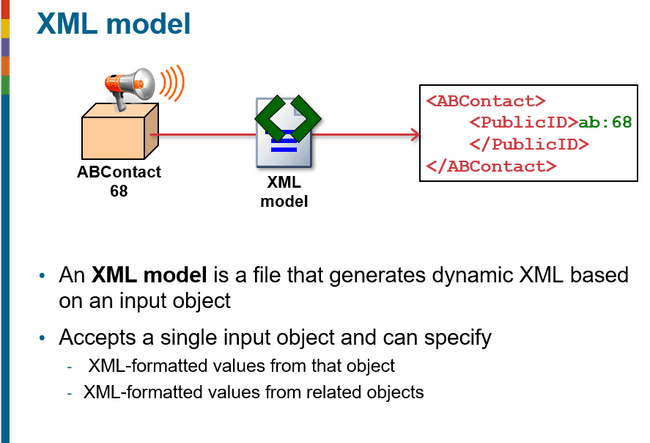 XML model
ABContact
68
XML
model
<ABContact>
<PublicID>ab:68
</PublicID>
</ABContact>
• An XML model is a file that generates dynamic XML based
on an input object
• Accepts a single input object and can specify
- XML-formatted values from that object
- XML-formatted values from related objects